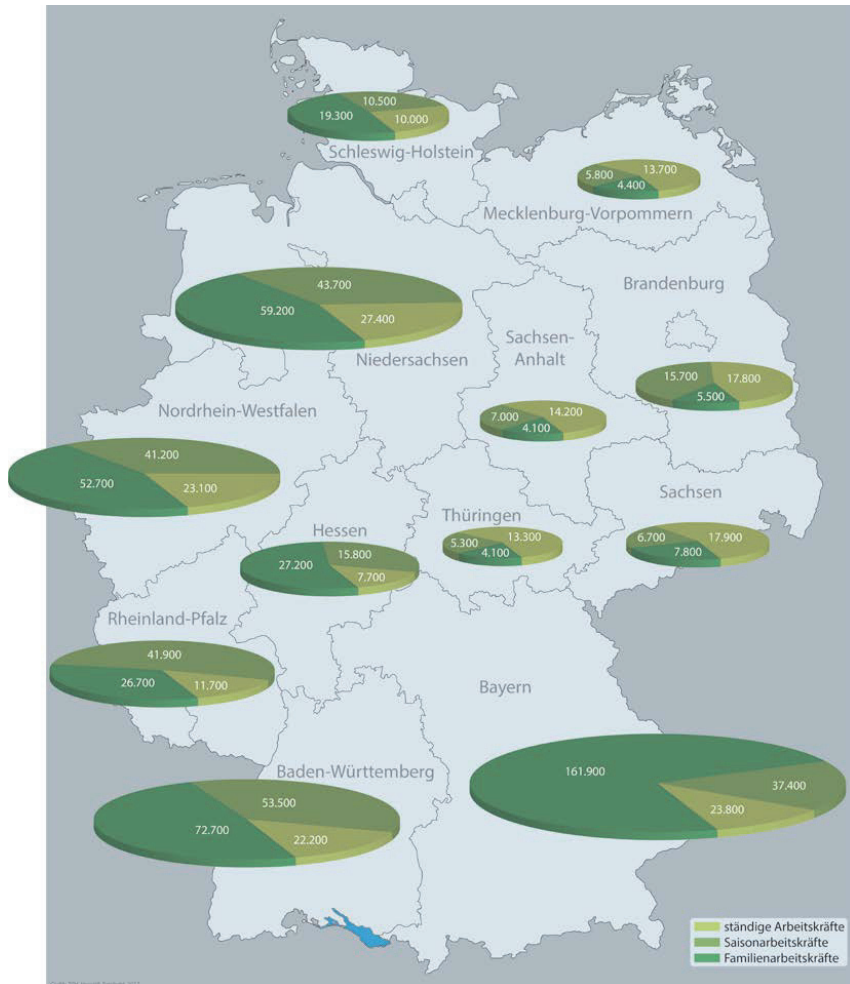 10.500
19.300
10.000
Schleswig-Holstein
13.700
5.800
4.400
Mecklenburg-Vorpommern
43.700
59.200
27.400
Niedersachsen
Brandenburg
15.700
17.800
5.500
Sachsen-
Anhalt
7.000
14.200
4.100
Nordrhein-Westfalen
41.200
52.700
23.100
Hessen
15.800
27.200
7.700
Thüringen
13.300
5.300
4.100
Sachsen
6.700
17.900
7.800
Rheinland-Pfalz
41.900
26.700
11.700
Bayern
161.900
37.400
23.800
Baden-Württemberg
53.500
72.700
22.200
ständige Arbeitskräfte
Saisonarbeitskräfte
Familienarbeitskräfte